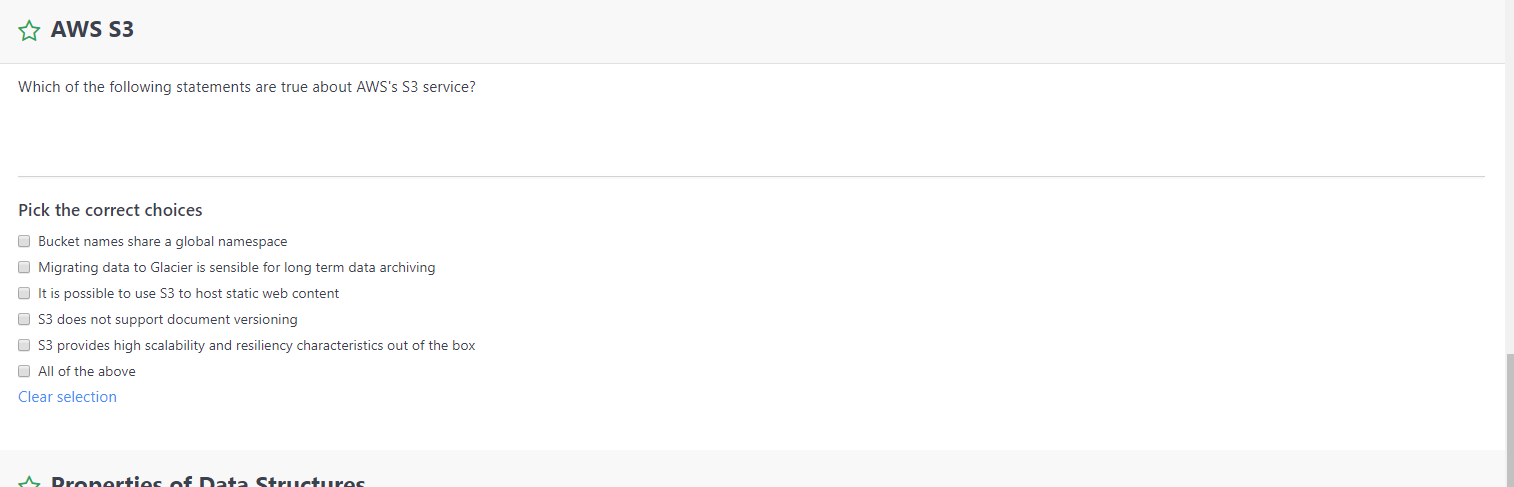 AWS S3
Which of the following statements are true about AWS's S3 service?
Pick the correct choices
Bucket names share a global namespace
Migrating data to Glacier is sensible for long term data archiving
It is possible to use S3 to host static web content
S3 does not support document versioning
S3 provides high scalability and resiliency characteristics out of the box
All of the above
Clear selection
Properties of Data Structures